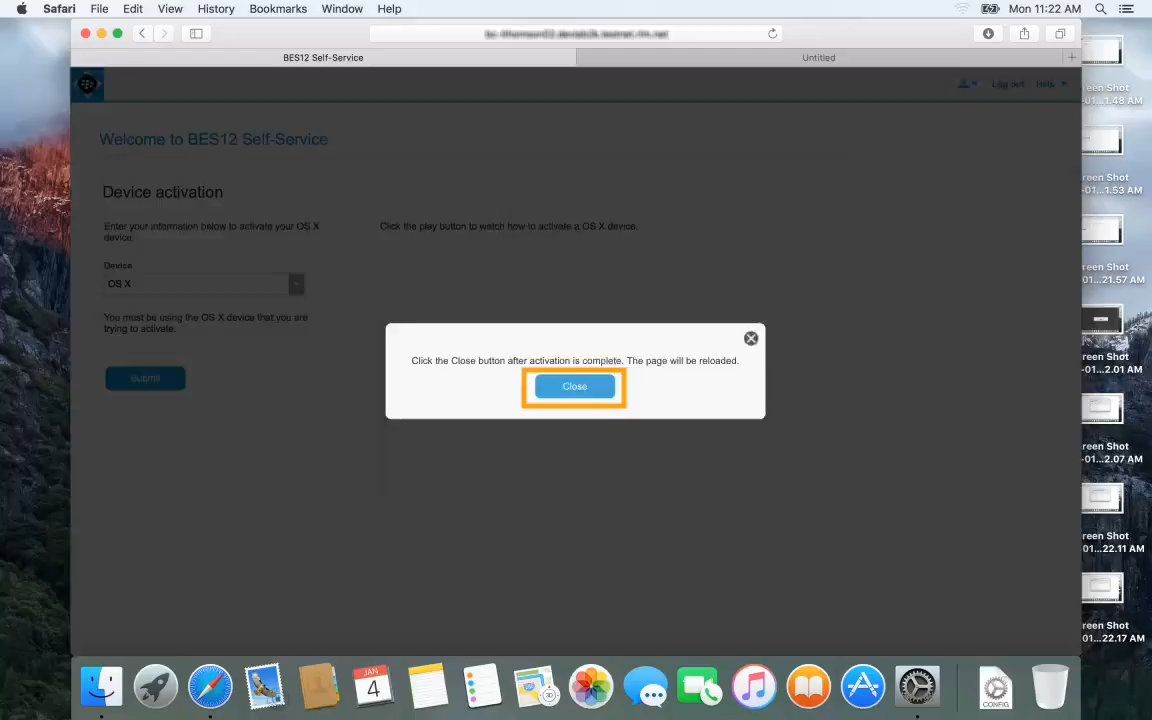 Safari File Edit View History Bookmarks Window Help
Mon 11:22 AM
BES12 Self-Service
Untitled
Log out Help
Welcome to BES12 Self-Service
Device activation
Enter your information below to activate your OS X
device.
Click the play button to watch how to activate a OS X device.
Device
OS X
You must be using the OS X device that you are
trying to activate.
Submit
Click the Close button after activation is complete. The page will be reloaded.
Close
reen Shot
-01...1.48 AM
reen Shot
-01...1.53 AM
reen Shot
-01...21.57 AM
reen Shot
-01...2.01 AM
reen Shot
-01...2.07 AM
reen Shot
01...22.11 AM
reen Shot
01...22.17 AM
JAN
4
3D
CONFIG